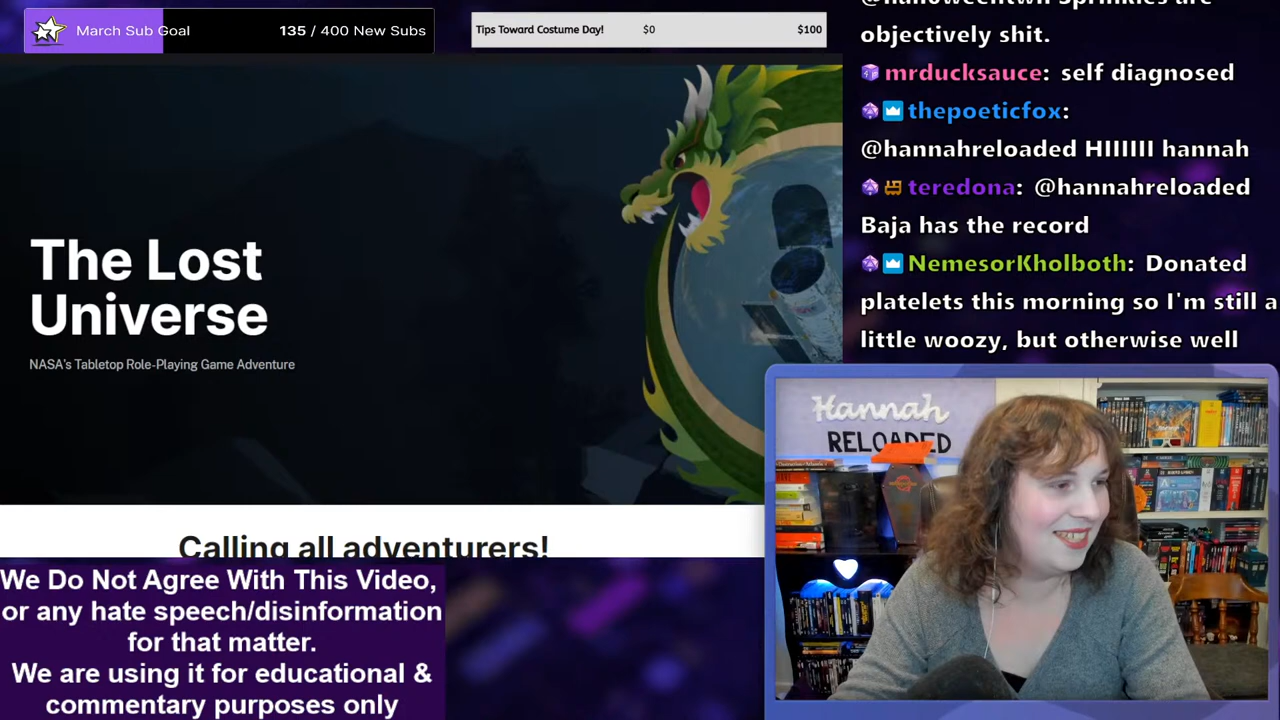 March Sub Goal 135 / 400 New Subs
Tips Toward Costume Day! $0 $100
objectively shit.
mrducksauce: self diagnosed
thepoeticfox:
@hannahreloaded HIIIIII hannah
teredona: @hannahreloaded
Baja has the record
NemesorKholboth: Donated
platelets this morning so I'm still a
little woozy, but otherwise well
The Lost
Universe
NASA's Tabletop Role-Playing Game Adventure
Calling all adventurers!
Hannah
RELOADED
We Do Not Agree With This Video,
or any hate speech/disinformation
for that matter.
We are using it for educational &
commentary purposes only